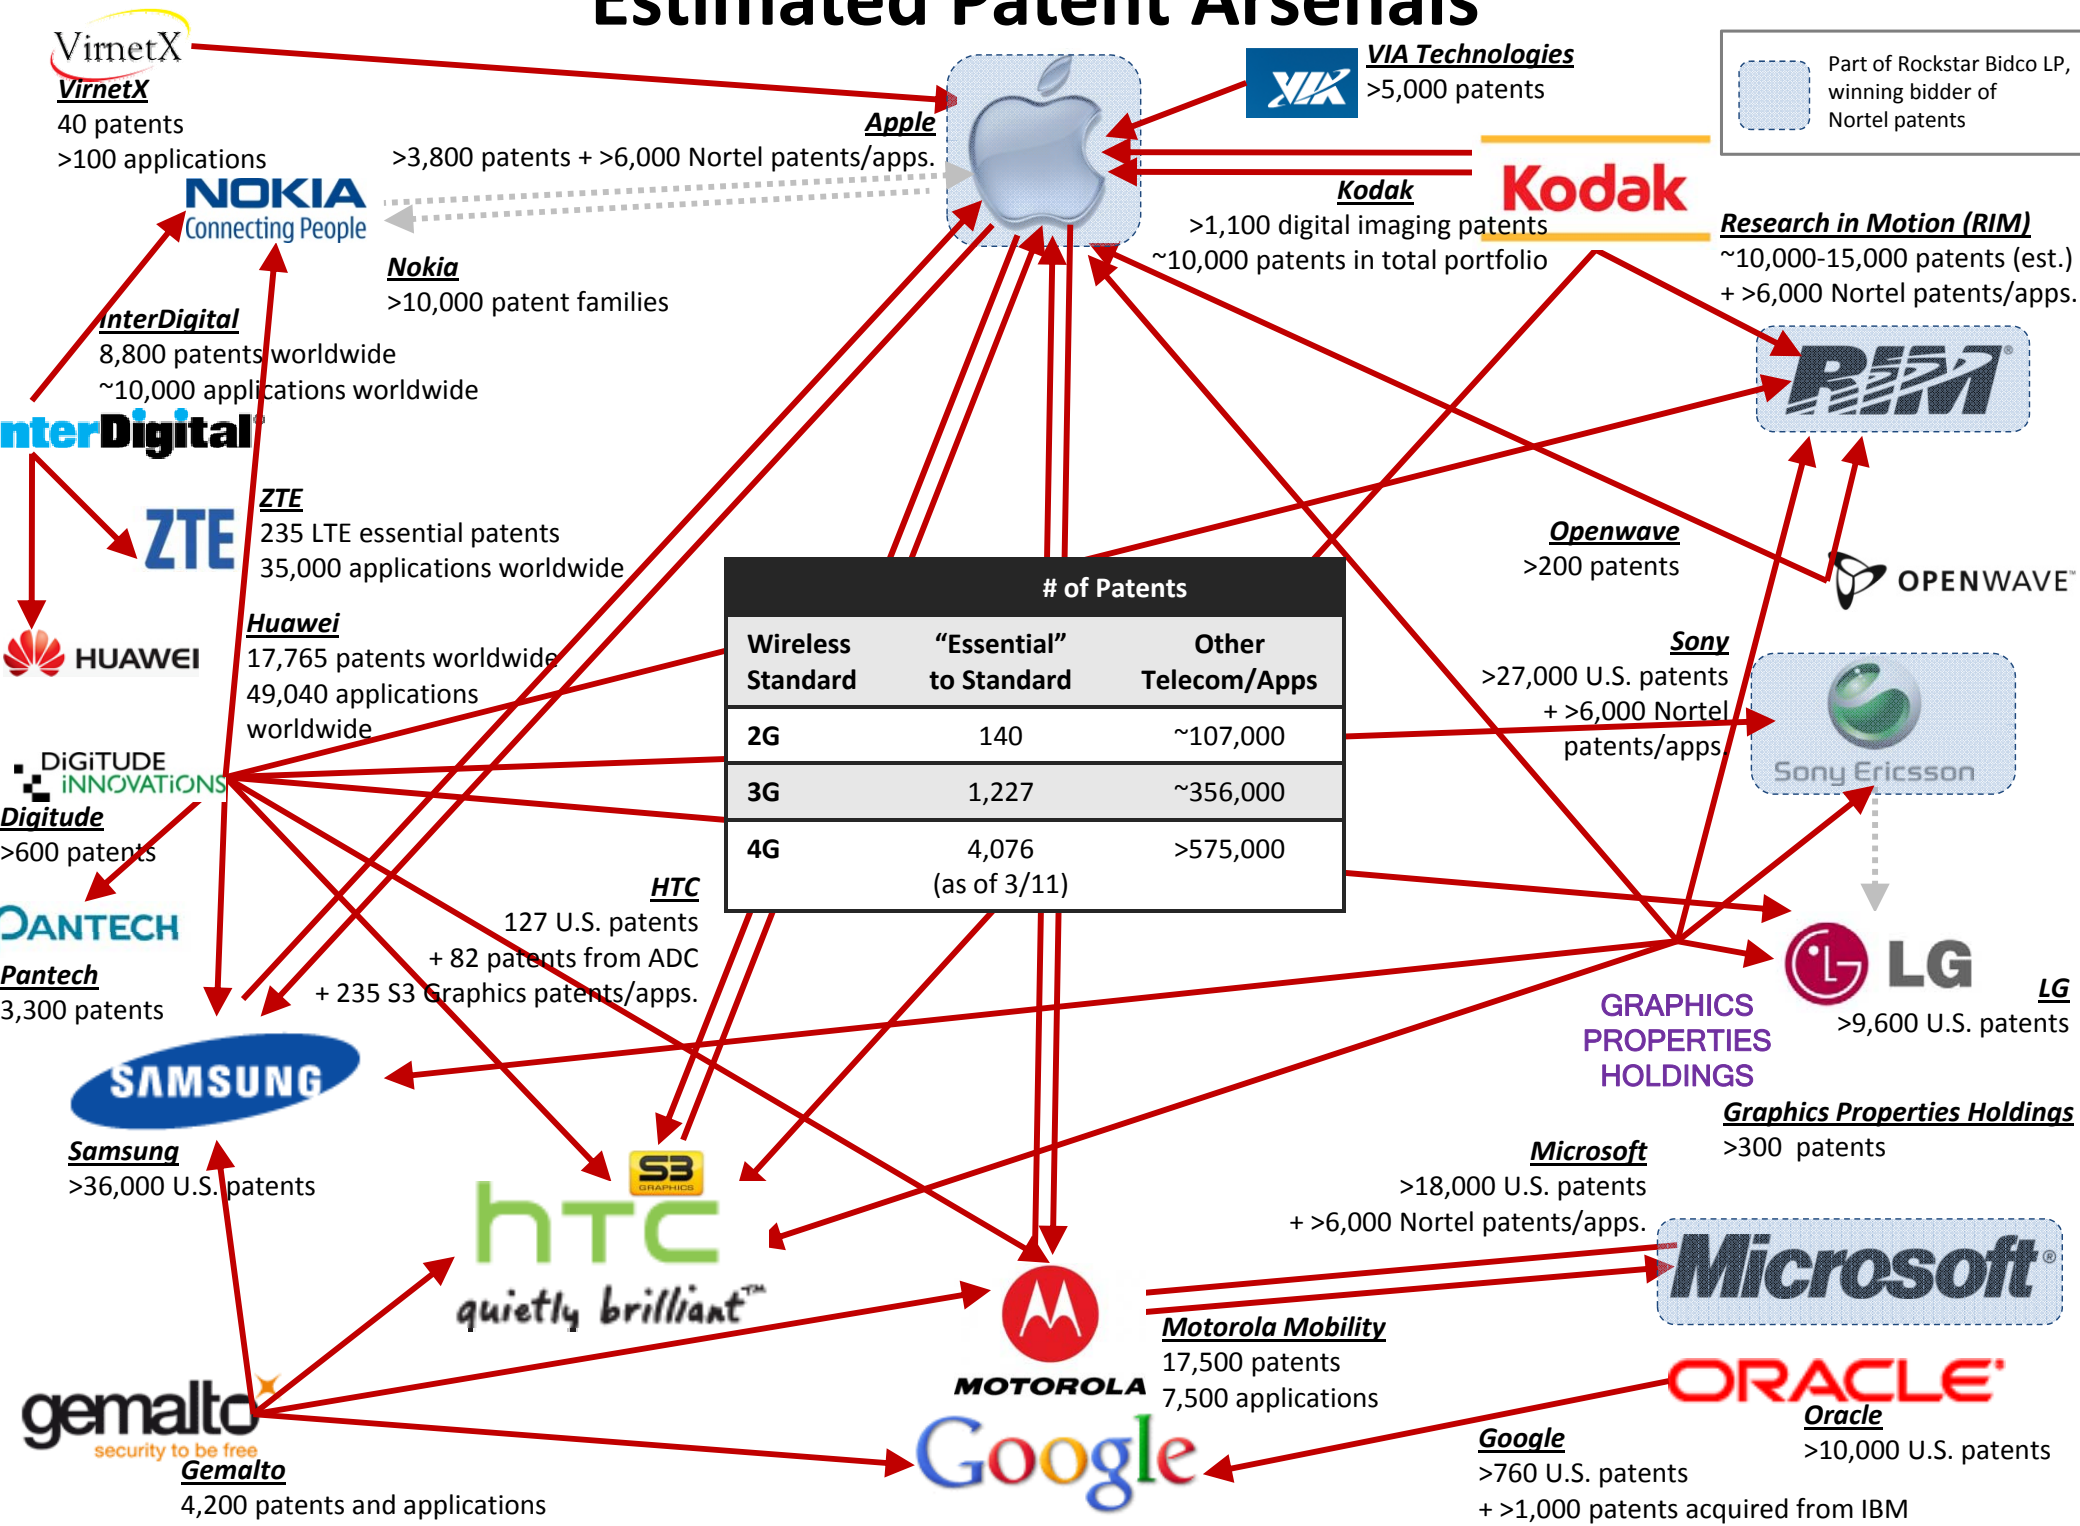 Estimated Patent Arsenals
VirnetX
VirnetX
40 patents
>100 applications
Apple
>3,800 patents + >6,000 Nortel patents/apps.
VIA
VIA Technologies
>5,000 patents
Part of Rockstar Bidco LP,
winning bidder of
Nortel patents
NOKIA
Connecting People
Nokia
>10,000 patent families
Kodak
Kodak
>1,100 digital imaging patents
~10,000 patents in total portfolio
Research in Motion (RIM)
~10,000-15,000 patents (est.)
+ >6,000 Nortel patents/apps.
RIM®
InterDigital
8,800 patents worldwide
~10,000 applications worldwide
nterDigital
ZTE
ZTE
235 LTE essential patents
35,000 applications worldwide
Openwave
>200 patents
OPENWAVE™
HUAWEI
Huawei
17,765 patents worldwide
49,040 applications
worldwide
# of Patents
Wireless Standard
“Essential” to Standard
Other Telecom/Apps
2G 140 ~107,000
3G 1,227 ~356,000
4G 4,076 >575,000
(as of 3/11)
Sony
>27,000 U.S. patents
+ >6,000 Nortel
patents/apps.
Sony Ericsson
DiGiTUDE
iNNOVATiONS
Digitude
>600 patents
PANTECH
Pantech
3,300 patents
HTC
127 U.S. patents
+ 82 patents from ADC
+ 235 S3 Graphics patents/apps.
LG
LG
>9,600 U.S. patents
GRAPHICS
PROPERTIES
HOLDINGS
Graphics Properties Holdings
>300 patents
SAMSUNG
Samsung
>36,000 U.S. patents
S3
GRAPHICS
hTC
quietly brilliant™
Microsoft
>18,000 U.S. patents
+ >6,000 Nortel patents/apps.
Microsoft®
MOTOROLA
Motorola Mobility
17,500 patents
7,500 applications
gemalto
security to be free
Gemalto
4,200 patents and applications
Google
Google
>760 U.S. patents
+ >1,000 patents acquired from IBM
ORACLE
Oracle
>10,000 U.S. patents